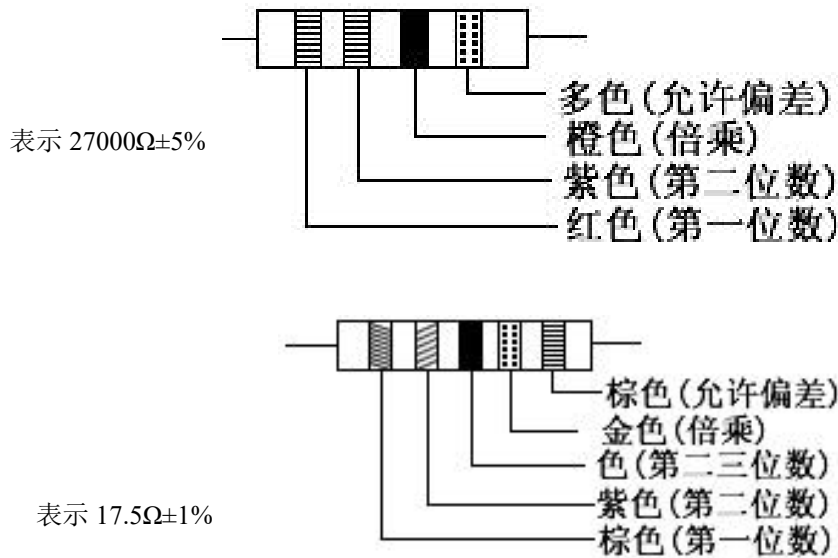 多色(允许偏差)
橙色(倍乘)
表示 27000Ω±5%
紫色(第二位数)
红色(第一位数)
棕色(允许偏差)
金色(倍乘)
色(第二三位数)
紫色(第二位数)
表示 17.5Ω±1%
棕色(第一位数)